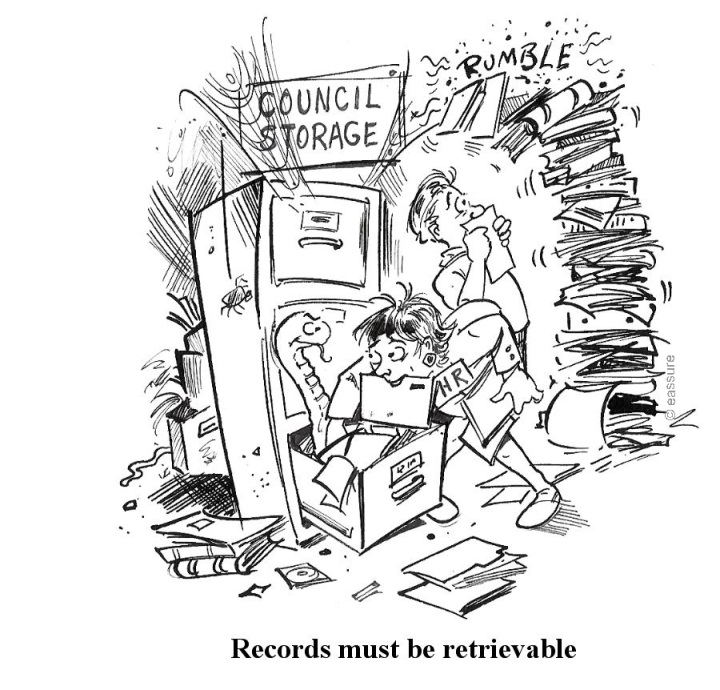 RUMBLE
COUNCIL
STORAGE
HR
© eassure
Records must be retrievable